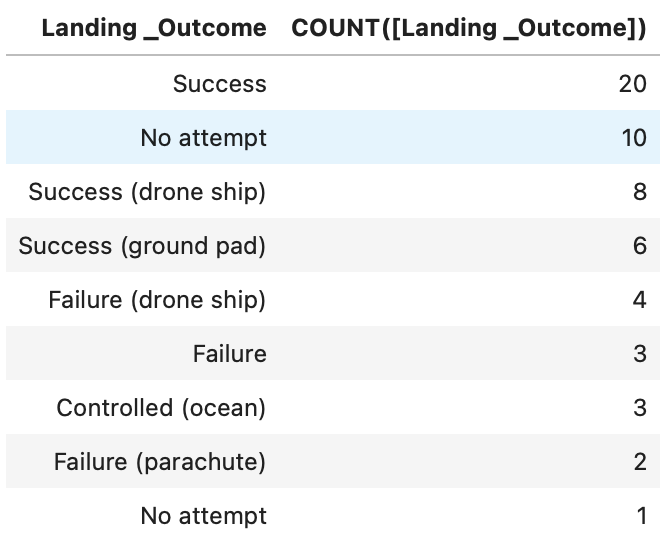 Landing _Outcome COUNT([Landing _Outcome])
Success 20
No attempt 10
Success (drone ship) 8
Success (ground pad) 6
Failure (drone ship) 4
Failure 3
Controlled (ocean) 3
Failure (parachute) 2
No attempt 1